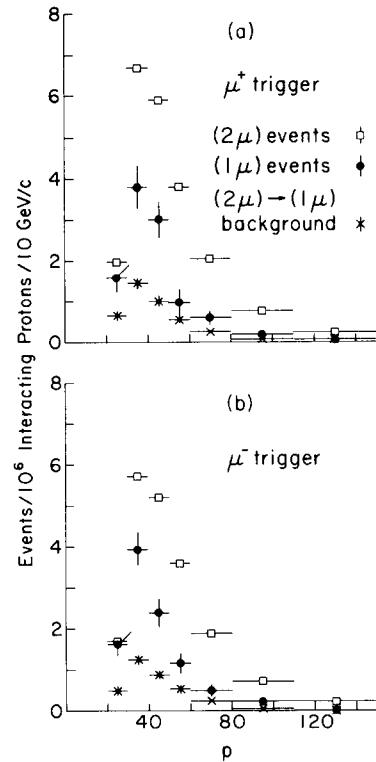 Events/10⁶ Interacting Protons/10 GeV/c
8
(a)
μ⁺ trigger
6
(2μ) events
(1μ) events
(2μ) → (1μ)
background
4
2
0
8
(b)
μ⁻ trigger
6
4
2
0
40 80 120
p